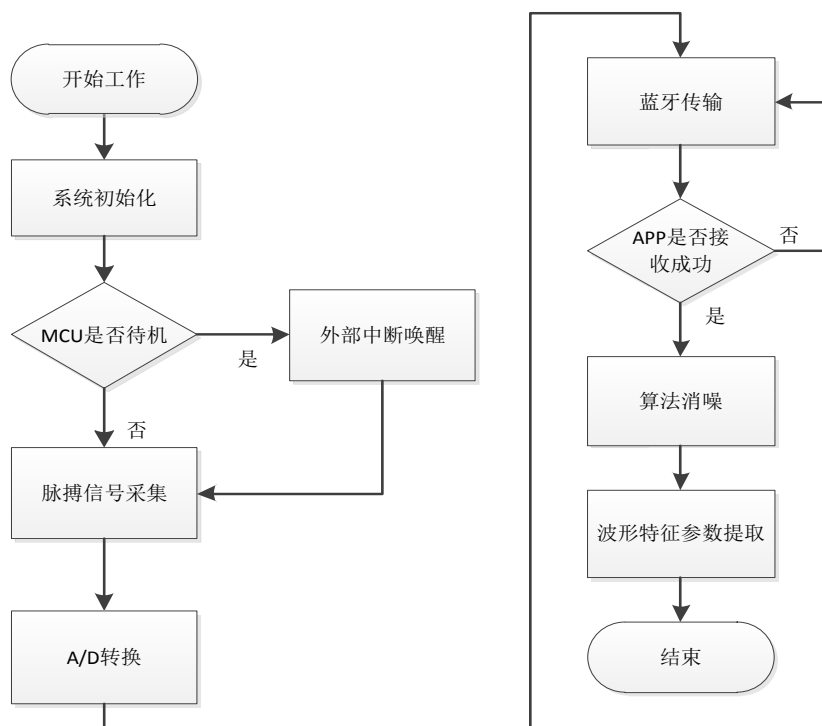 开始工作
系统初始化
MCU是否待机
是
外部中断唤醒
否
脉搏信号采集
A/D转换
蓝牙传输
APP是否接
收成功
否
是
算法消噪
波形特征参数提取
结束